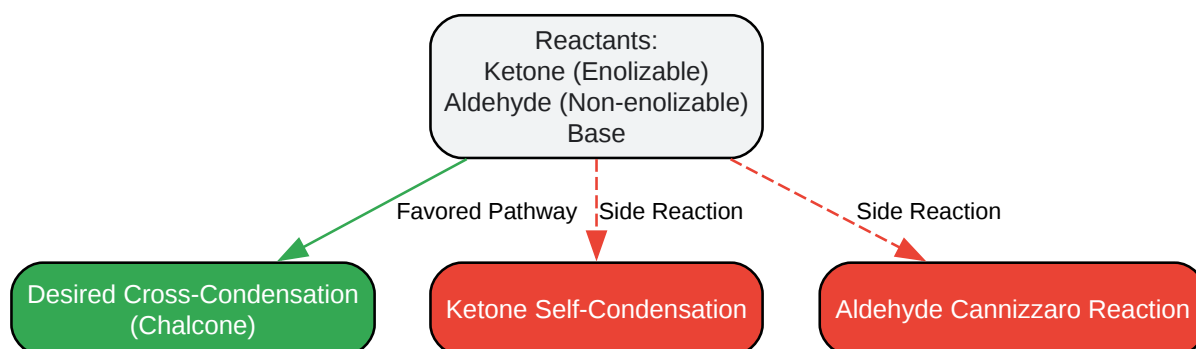 Reactants:
Ketone (Enolizable)
Aldehyde (Non-enolizable)
Base
Favored Pathway
Side Reaction
Side Reaction
Desired Cross-Condensation
(Chalcone)
Ketone Self-Condensation
Aldehyde Cannizzaro Reaction